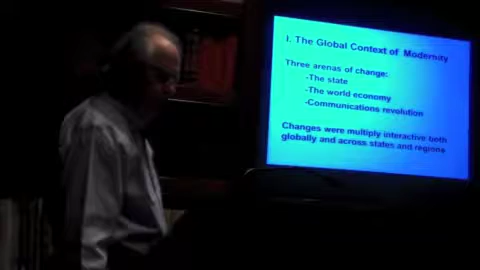 I. The Global Context of Modernity
Three arenas of change:
-The state
-The world economy
-Communications revolution
Changes were multiply interactive both
globally and across states and regions